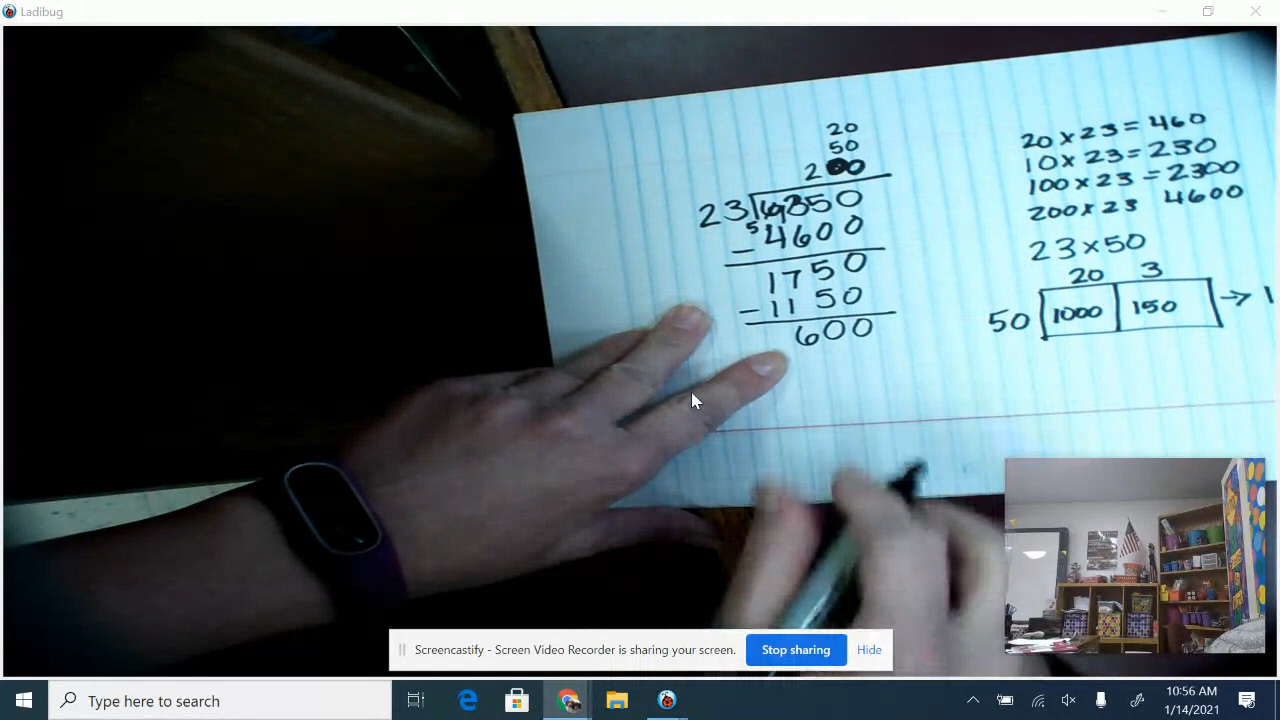 Ladibug
20
50
200
23 6350
5
- 4600
1750
- 1150
600
20 x 23 = 460
10 x 23 = 230
100 x 23 = 2300
200 x 23 4600
23 x 50
20 3
50 1000 150 → 1
Screencastify - Screen Video Recorder is sharing your screen. Stop sharing Hide
Type here to search
10:56 AM
1/14/2021